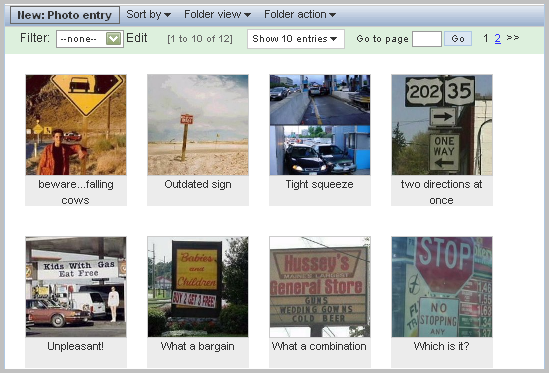 New: Photo entry Sort by Folder view Folder action
Filter: --none-- Edit [1 to 10 of 12] Show 10 entries Go to page Go 1 2 >>
202 35
ONE
WAY
beware...falling
cows
Outdated sign
Tight squeeze
two directions at
once
Kids With Gas
Eat Free
Babies
and
Children
BUY 2 GET 3 FREE!
Hussey's
General Store
GUNS
WEDDING GOWNS
COLD BEER
STOP
NO
STOPPING
ANY
Unpleasant!
What a bargain
What a combination
Which is it?